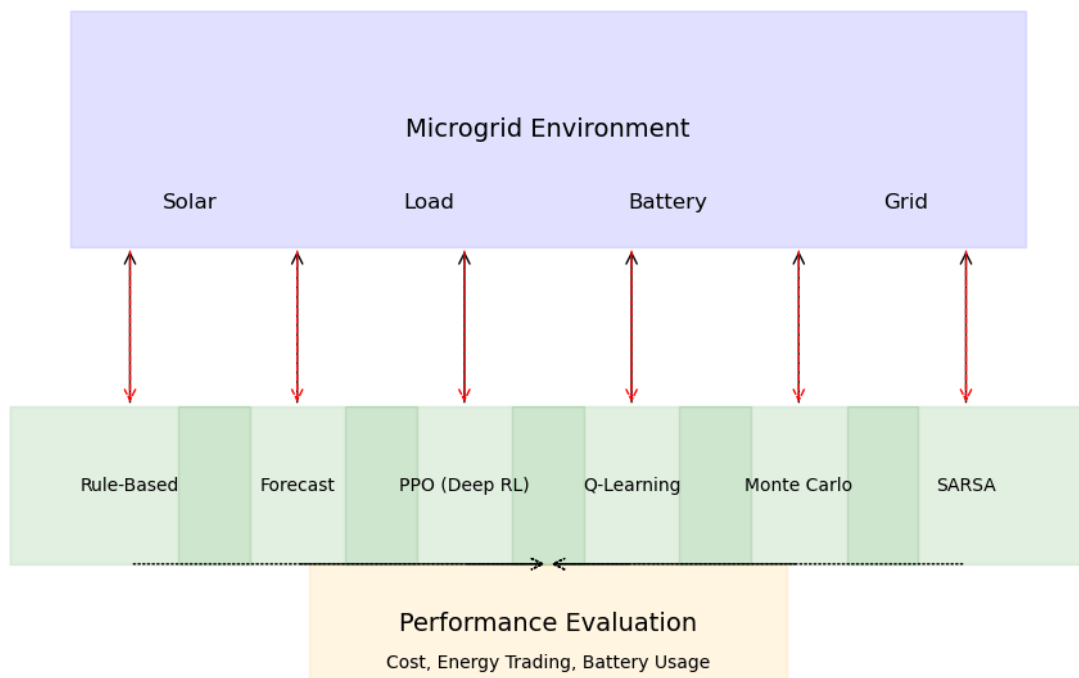 Microgrid Environment
Solar Load Battery Grid
Rule-Based Forecast PPO (Deep RL) Q-Learning Monte Carlo SARSA
Performance Evaluation
Cost, Energy Trading, Battery Usage